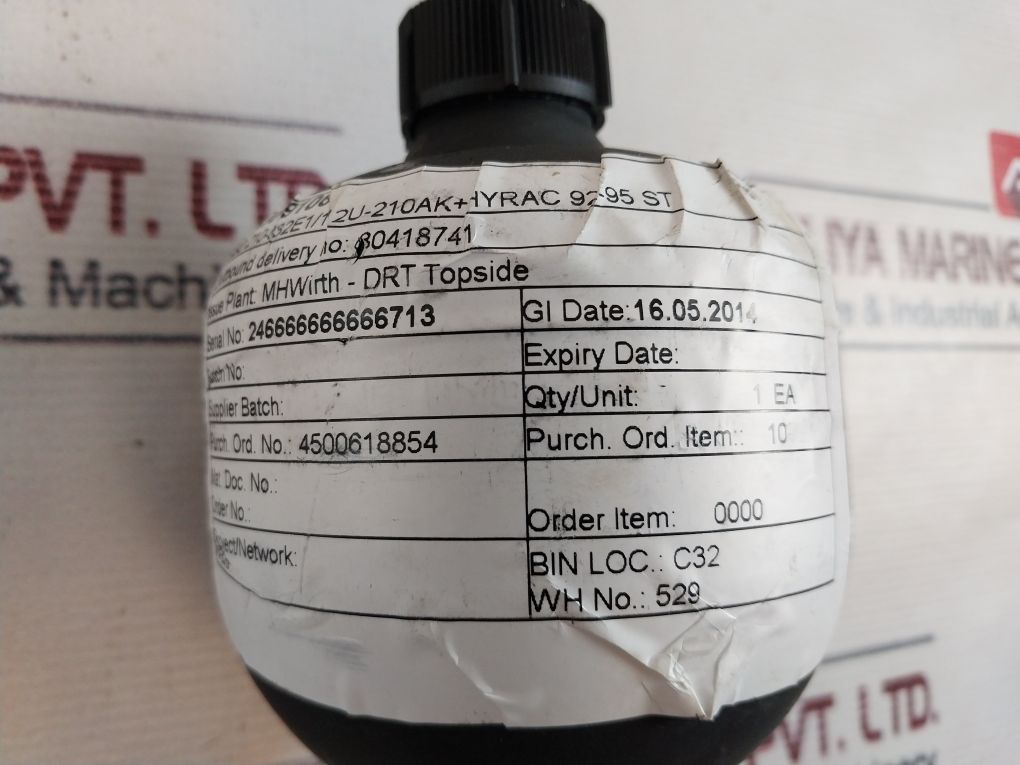 PVT. LTD
& Mach
IYA MARINE
& Industrial A
2U-210AK+HYRAC 92-95 ST
delivery no: 80418741
Plant: MHWirth - DRT Topside
Serial No: 246666666666713
GI Date:16.05.2014
No:
Expiry Date:
Supplier Batch:
Qty/Unit: 1 EA
Purch. Ord. No.: 4500618854
Purch. Ord. Item:: 10
Mat. Doc. No.:
Order No.:
Order Item: 0000
Project/Network:
BIN LOC.: C32
WH No.: 529
PVT. LTD.